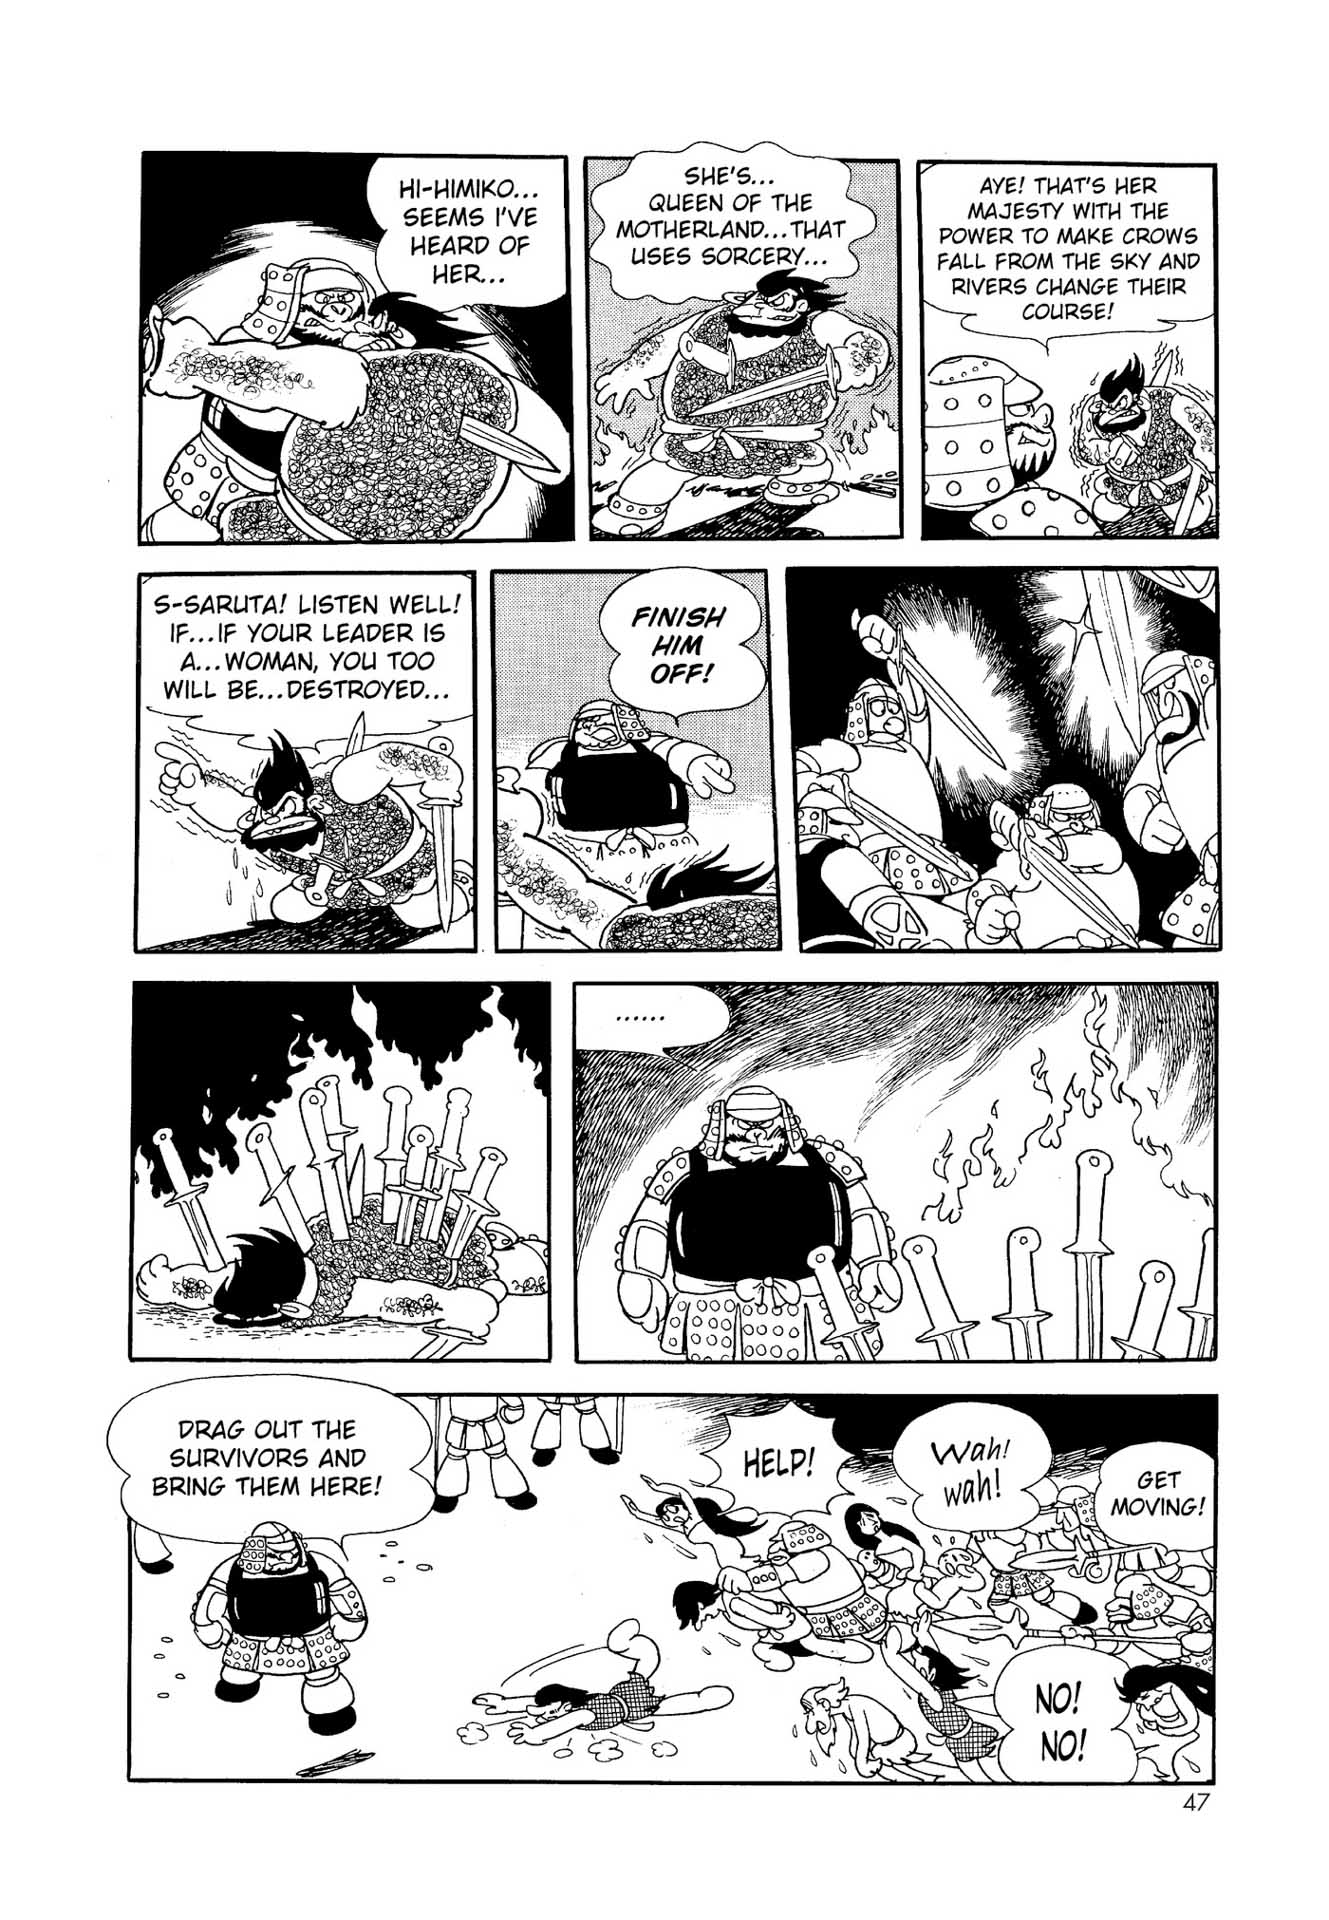 HI-HIMIKO...
SEEMS I'VE
HEARD OF
HER...
SHE'S...
QUEEN OF THE
MOTHERLAND...THAT
USES SORCERY...
AYE! THAT'S HER
MAJESTY WITH THE
POWER TO MAKE CROWS
FALL FROM THE SKY AND
RIVERS CHANGE THEIR
COURSE!
S-SARUTA! LISTEN WELL!
IF...IF YOUR LEADER IS
A...WOMAN, YOU TOO
WILL BE...DESTROYED...
FINISH
HIM
OFF!
......
DRAG OUT THE
SURVIVORS AND
BRING THEM HERE!
HELP!
Wah!
wah!
GET
MOVING!
NO!
NO!
47